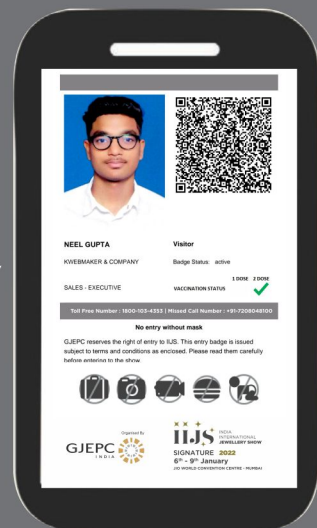 NEEL GUPTA
Visitor
KWEBMAKER & COMPANY
Badge Status: active
1 DOSE 2 DOSE
SALES - EXECUTIVE
VACCINATION STATUS
Toll Free Number : 1800-103-4333 | Missed Call Number : +91-7208048100
No entry without mask
GJEPC reserves the right of entry to IIJS. This entry badge is issued
subject to terms and conditions as enclosed. Please read them carefully
before entering to the show.
Organised By
GJEPC
INDIA
IIJS
INDIA
INTERNATIONAL
JEWELLERY SHOW
SIGNATURE 2022
6th - 9th January
JIO WORLD CONVENTION CENTRE - MUMBAI